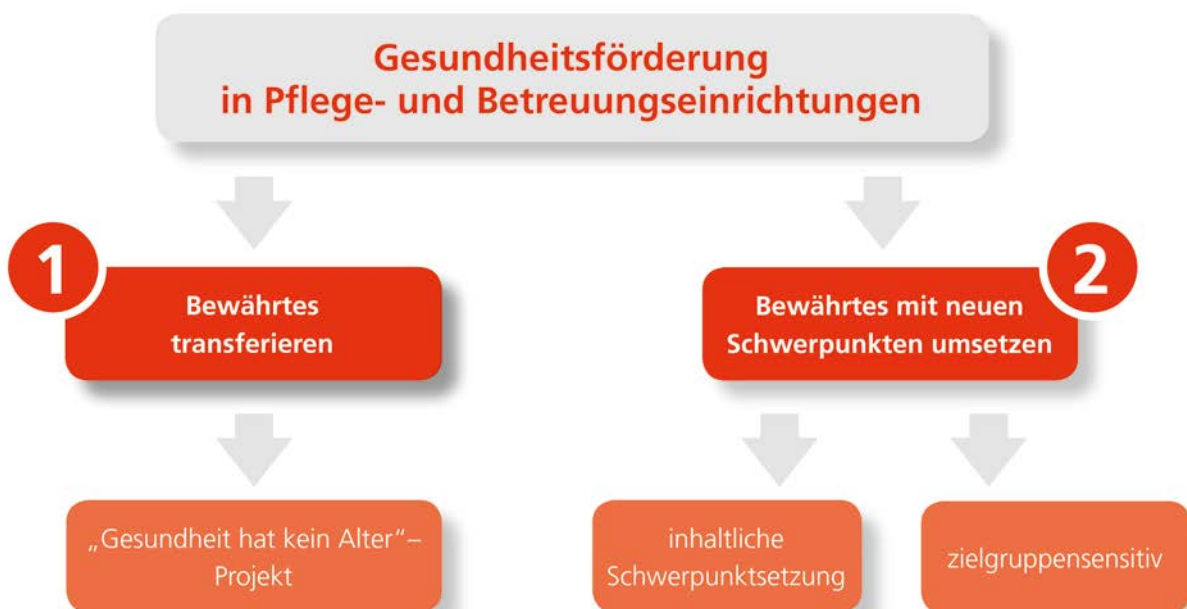 Gesundheitsförderung
in Pflege- und Betreuungseinrichtungen
1
Bewährtes
transferieren
2
Bewährtes mit neuen
Schwerpunkten umsetzen
„Gesundheit hat kein Alter“–
Projekt
inhaltliche
Schwerpunktsetzung
zielgruppensensitiv